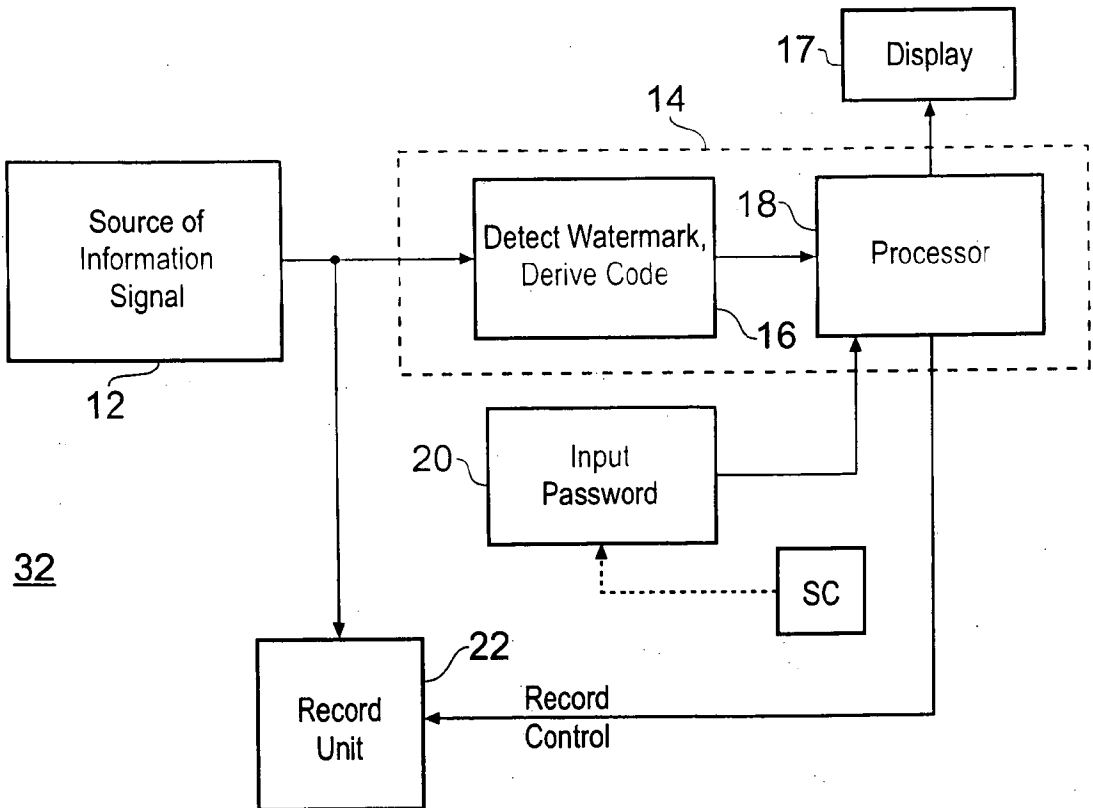 17
Display
14
Source of
Information
Signal
12
Detect Watermark,
Derive Code
16
18
Processor
20
Input
Password
32
SC
22
Record
Unit
Record
Control